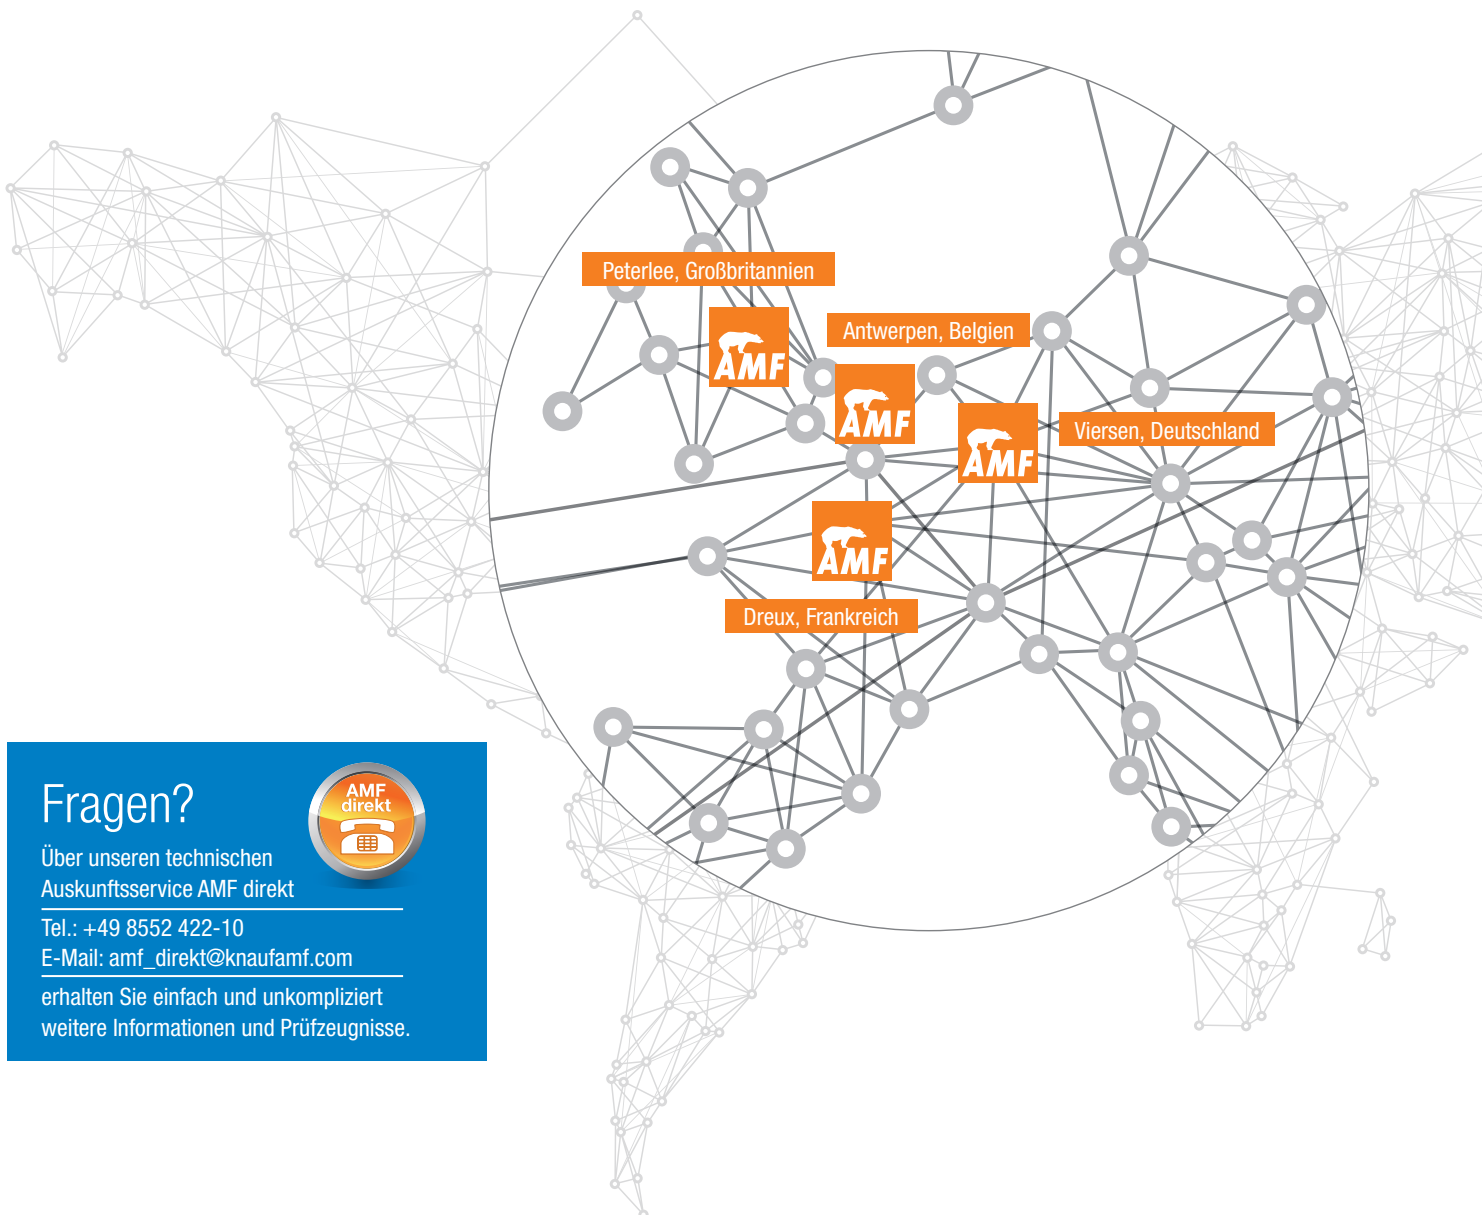 Peterlee, Großbritannien
AMF
Antwerpen, Belgien
AMF
Viersen, Deutschland
AMF
AMF
Dreux, Frankreich
Fragen?
AMF
direkt
Über unseren technischen
Auskunftsservice AMF direkt
Tel.: +49 8552 422-10
E-Mail: amf_direkt@knaufamf.com
erhalten Sie einfach und unkompliziert
weitere Informationen und Prüfzeugnisse.